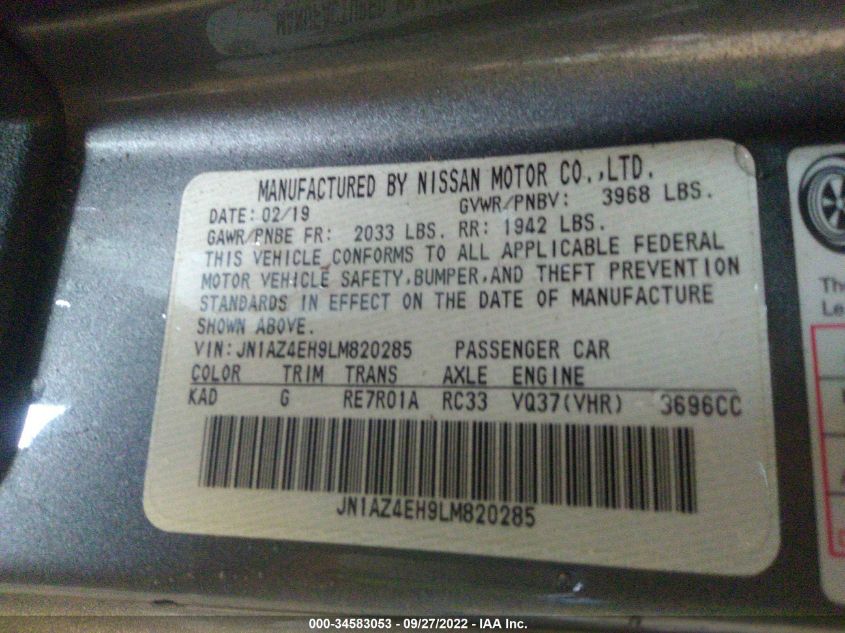 MANUFACTURED BY NISSAN MOTOR CO.,LTD.
DATE: 02/19 GVWR/PNBV: 3968 LBS.
GAWR/PNBE FR: 2033 LBS. RR: 1942 LBS.
THIS VEHICLE CONFORMS TO ALL APPLICABLE FEDERAL
MOTOR VEHICLE SAFETY,BUMPER,AND THEFT PREVENTION
STANDARDS IN EFFECT ON THE DATE OF MANUFACTURE
SHOWN ABOVE.
VIN: JN1AZ4EH9LM820285 PASSENGER CAR
COLOR TRIM TRANS AXLE ENGINE
KAD G RE7R01A RC33 VQ37(VHR) 3696CC
JN1AZ4EH9LM820285
000-34583053 - 09/27/2022 - IAA Inc.